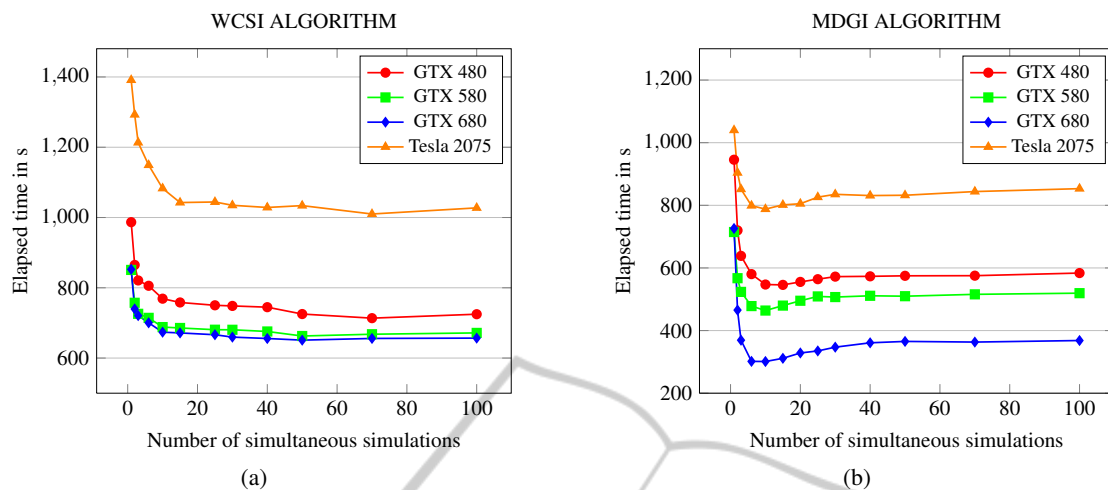 WCSI ALGORITHM
1,400
1,200
1,000
800
600
Elapsed time in s
GTX 480
GTX 580
GTX 680
Tesla 2075
0 20 40 60 80 100
Number of simultaneous simulations
(a)
MDGI ALGORITHM
1,200
1,000
800
600
400
200
Elapsed time in s
GTX 480
GTX 580
GTX 680
Tesla 2075
0 20 40 60 80 100
Number of simultaneous simulations
(b)